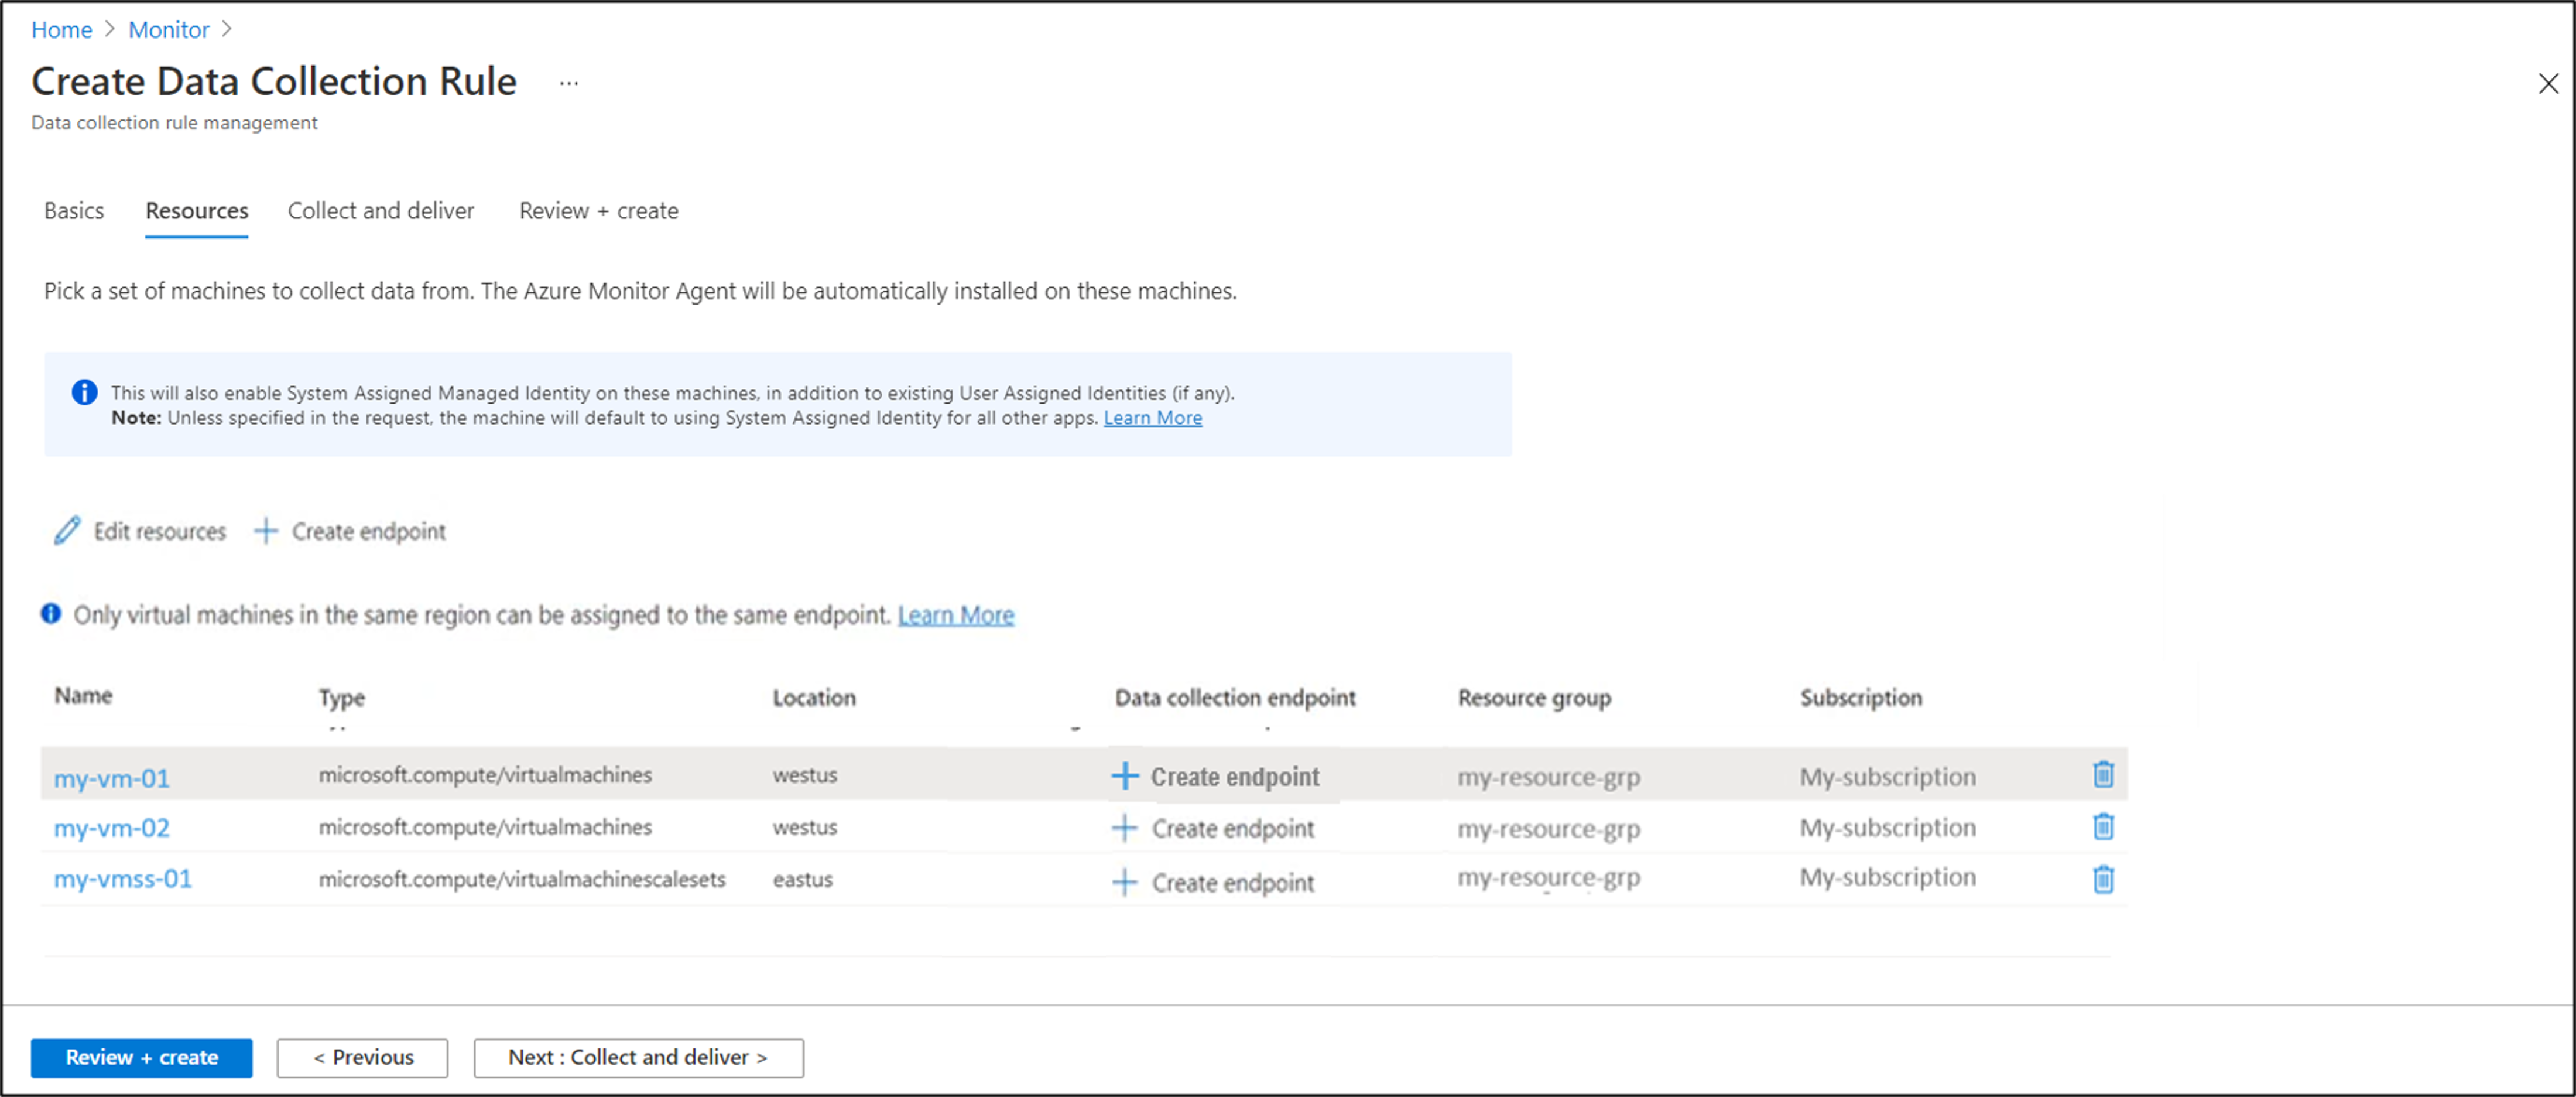 Home > Monitor >
Create Data Collection Rule ...
Data collection rule management
Basics Resources Collect and deliver Review + create
Pick a set of machines to collect data from. The Azure Monitor Agent will be automatically installed on these machines.
This will also enable System Assigned Managed Identity on these machines, in addition to existing User Assigned Identities (if any).
Note: Unless specified in the request, the machine will default to using System Assigned Identity for all other apps. Learn More
Edit resources + Create endpoint
Only virtual machines in the same region can be assigned to the same endpoint. Learn More
Name Type Location Data collection endpoint Resource group Subscription
my-vm-01 microsoft.compute/virtualmachines westus + Create endpoint my-resource-grp My-subscription
my-vm-02 microsoft.compute/virtualmachines westus + Create endpoint my-resource-grp My-subscription
my-vmss-01 microsoft.compute/virtualmachinescalesets eastus + Create endpoint my-resource-grp My-subscription
Review + create < Previous Next : Collect and deliver >